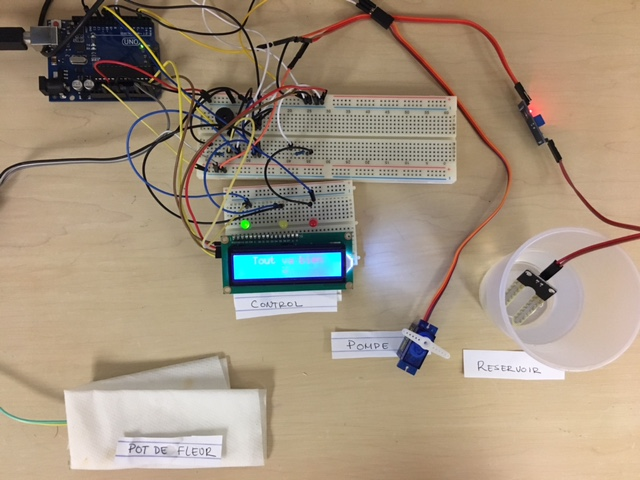 UNO
Tout va bien
CONTROL
POMPE
RESERVOIR
POT DE FLEUR